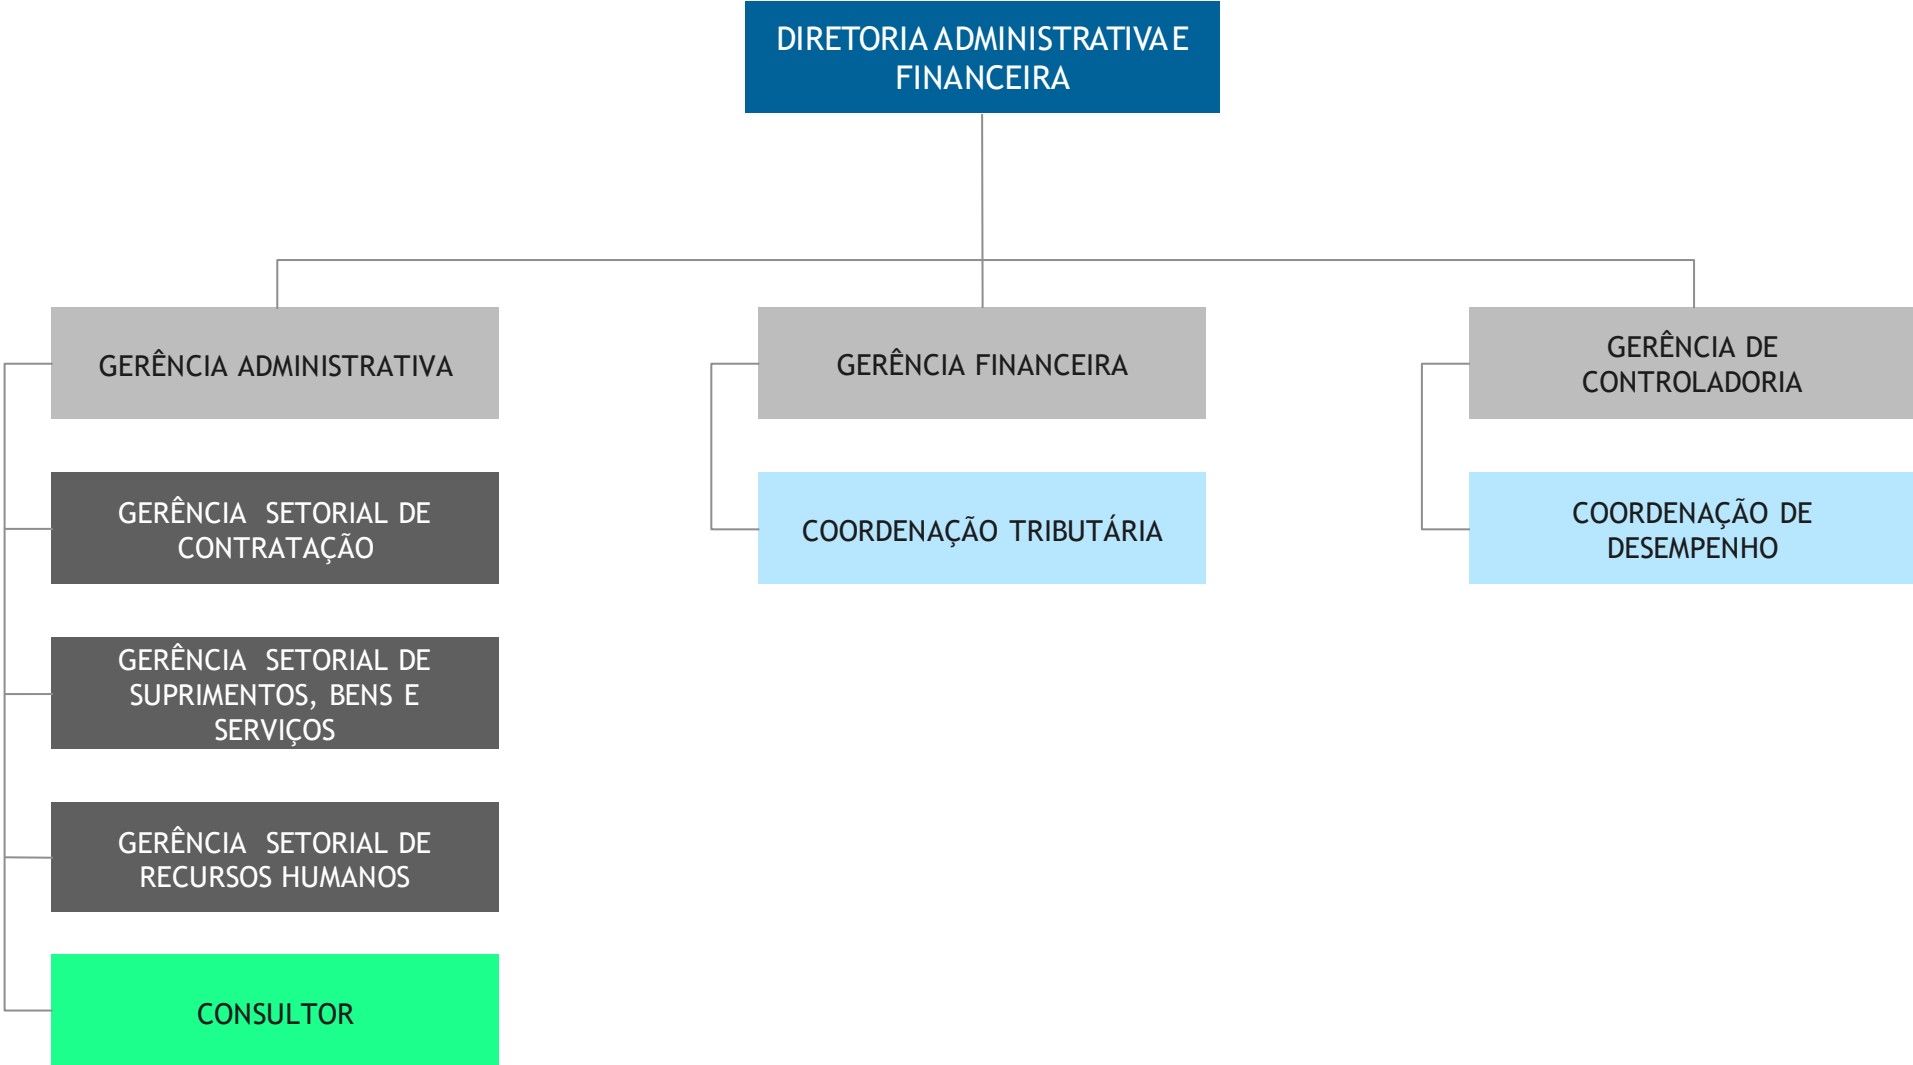 DIRETORIA ADMINISTRATIVA E
FINANCEIRA
GERÊNCIA ADMINISTRATIVA
GERÊNCIA SETORIAL DE
CONTRATAÇÃO
GERÊNCIA SETORIAL DE
SUPRIMENTOS, BENS E
SERVIÇOS
GERÊNCIA SETORIAL DE
RECURSOS HUMANOS
CONSULTOR
GERÊNCIA FINANCEIRA
COORDENAÇÃO TRIBUTÁRIA
GERÊNCIA DE
CONTROLADORIA
COORDENAÇÃO DE
DESEMPENHO